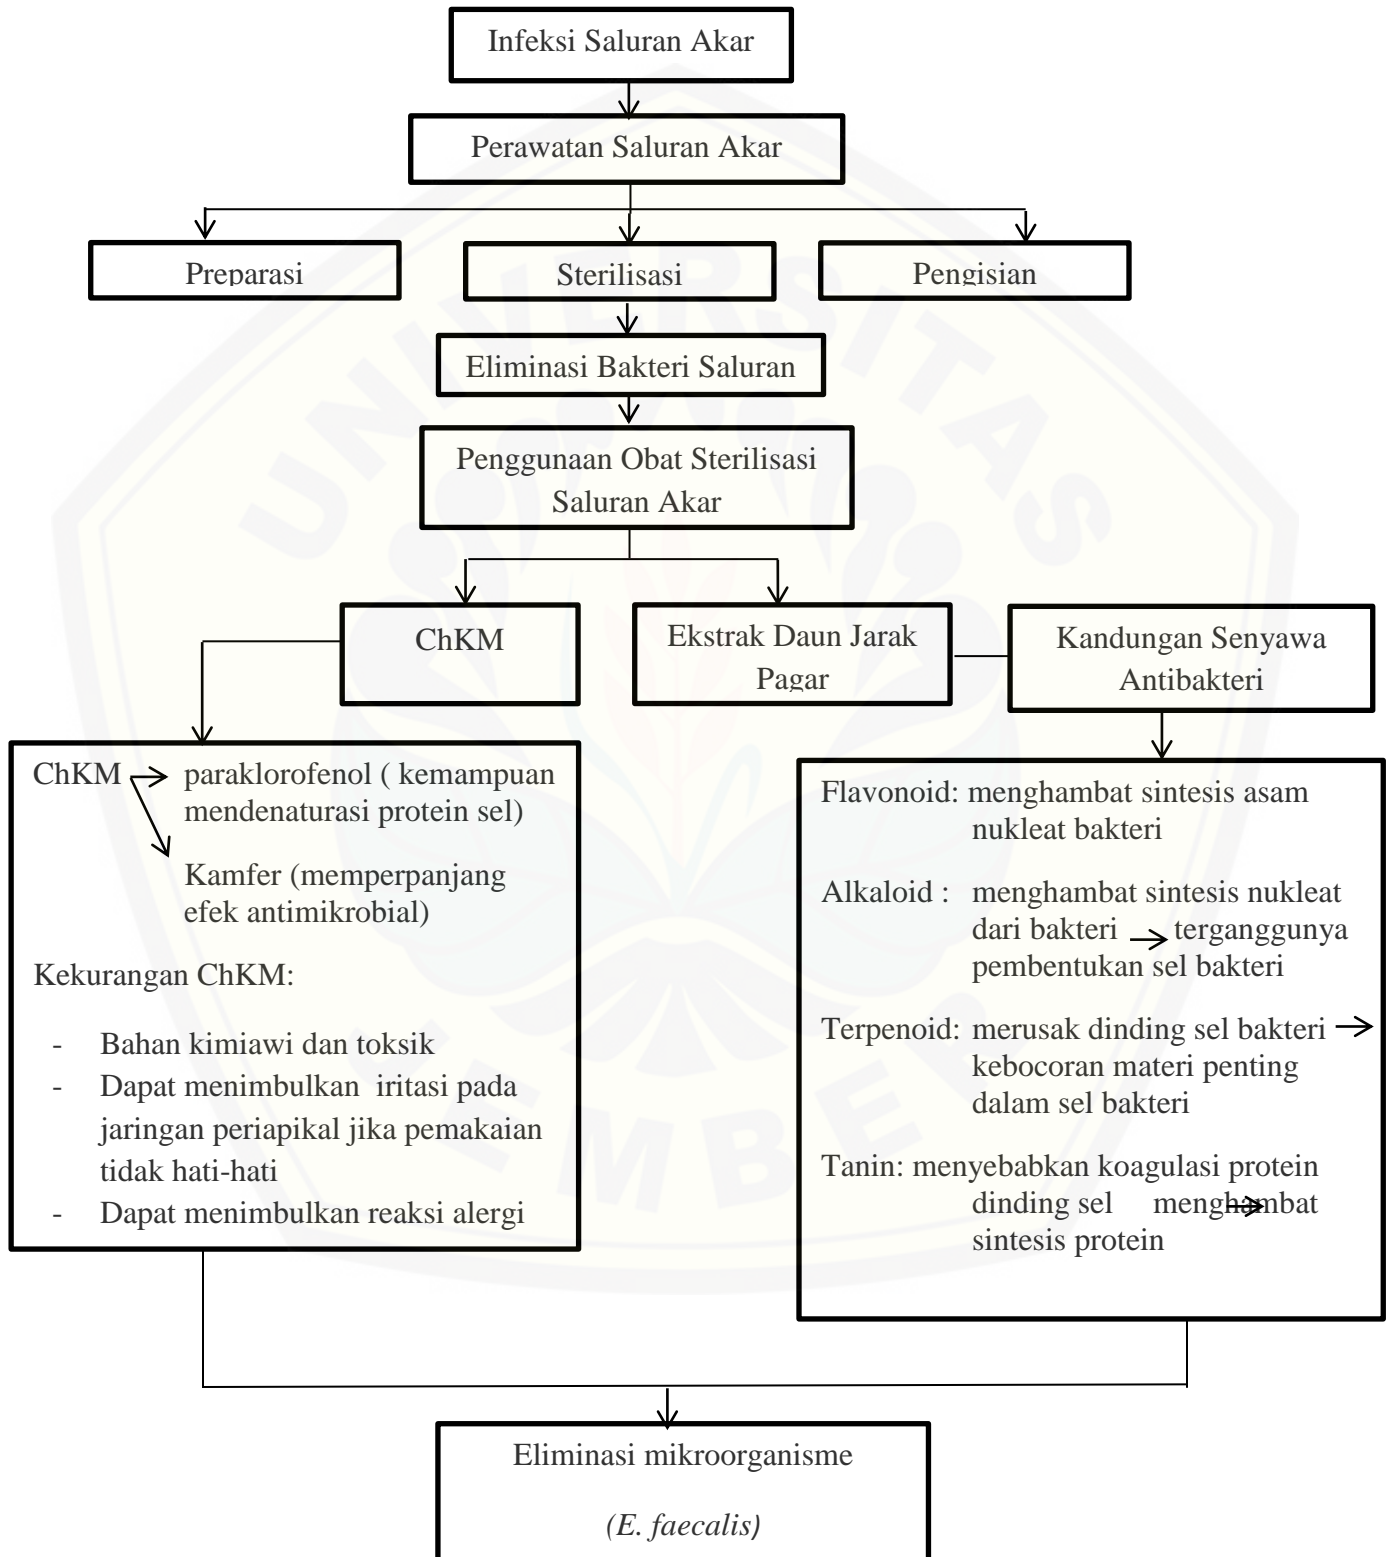 Infeksi Saluran Akar
Perawatan Saluran Akar
Preparasi
Sterilisasi
Pengisian
Eliminasi Bakteri Saluran
Penggunaan Obat Sterilisasi
Saluran Akar
ChKM
Ekstrak Daun Jarak
Pagar
Kandungan Senyawa
Antibakteri
ChKM → paraklorofenol ( kemampuan
mendenaturasi protein sel)
Kamfer (memperpanjang
efek antimikrobial)
Kekurangan ChKM:
- Bahan kimiawi dan toksik
- Dapat menimbulkan iritasi pada
jaringan periapikal jika pemakaian
tidak hati-hati
- Dapat menimbulkan reaksi alergi
Flavonoid: menghambat sintesis asam
nukleat bakteri
Alkaloid : menghambat sintesis nukleat
dari bakteri → terganggunya
pembentukan sel bakteri
Terpenoid: merusak dinding sel bakteri →
kebocoran materi penting
dalam sel bakteri
Tanin: menyebabkan koagulasi protein
dinding sel menghambat
sintesis protein
Eliminasi mikroorganisme
(E. faecalis)
UNIVERSITAS
JEMBER